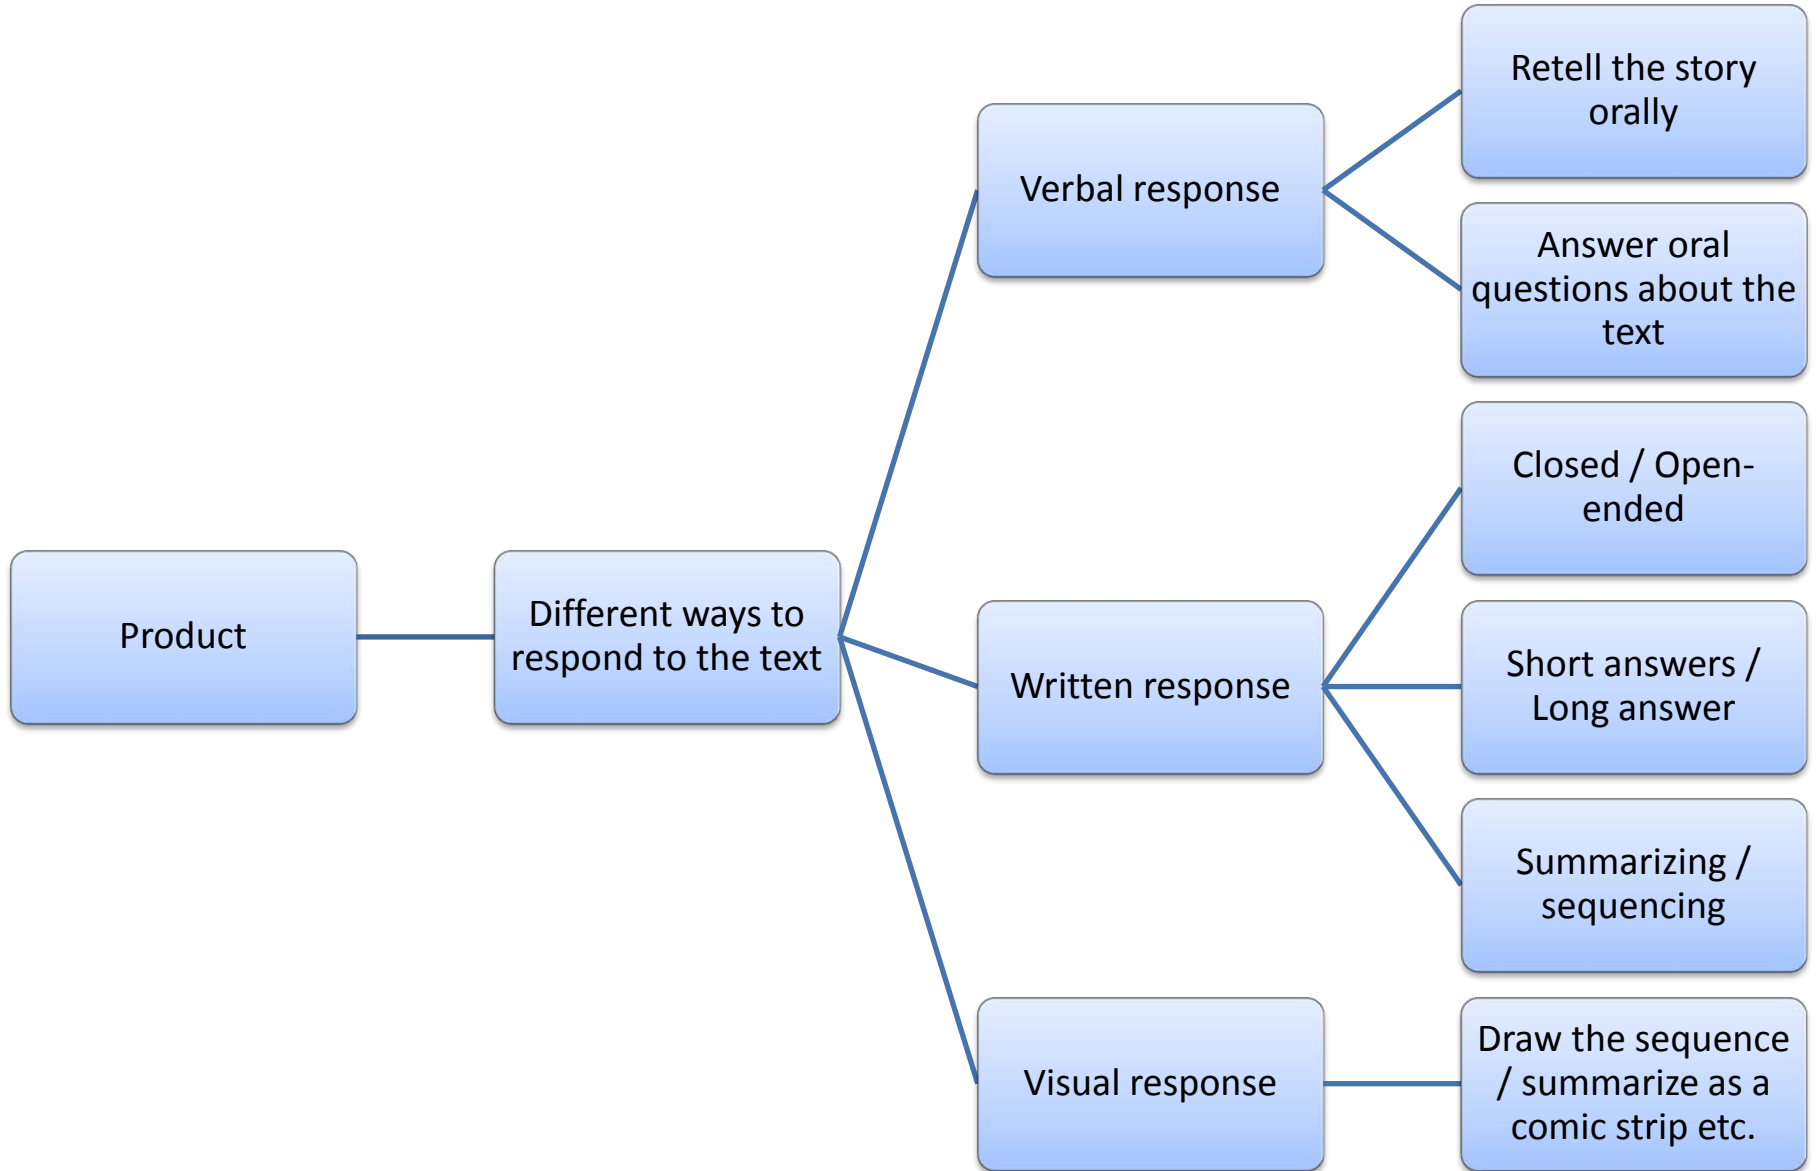 Product
Different ways to
respond to the text
Verbal response
Retell the story
orally
Answer oral
questions about the
text
Written response
Closed / Open-
ended
Short answers /
Long answer
Summarizing /
sequencing
Visual response
Draw the sequence
/ summarize as a
comic strip etc.